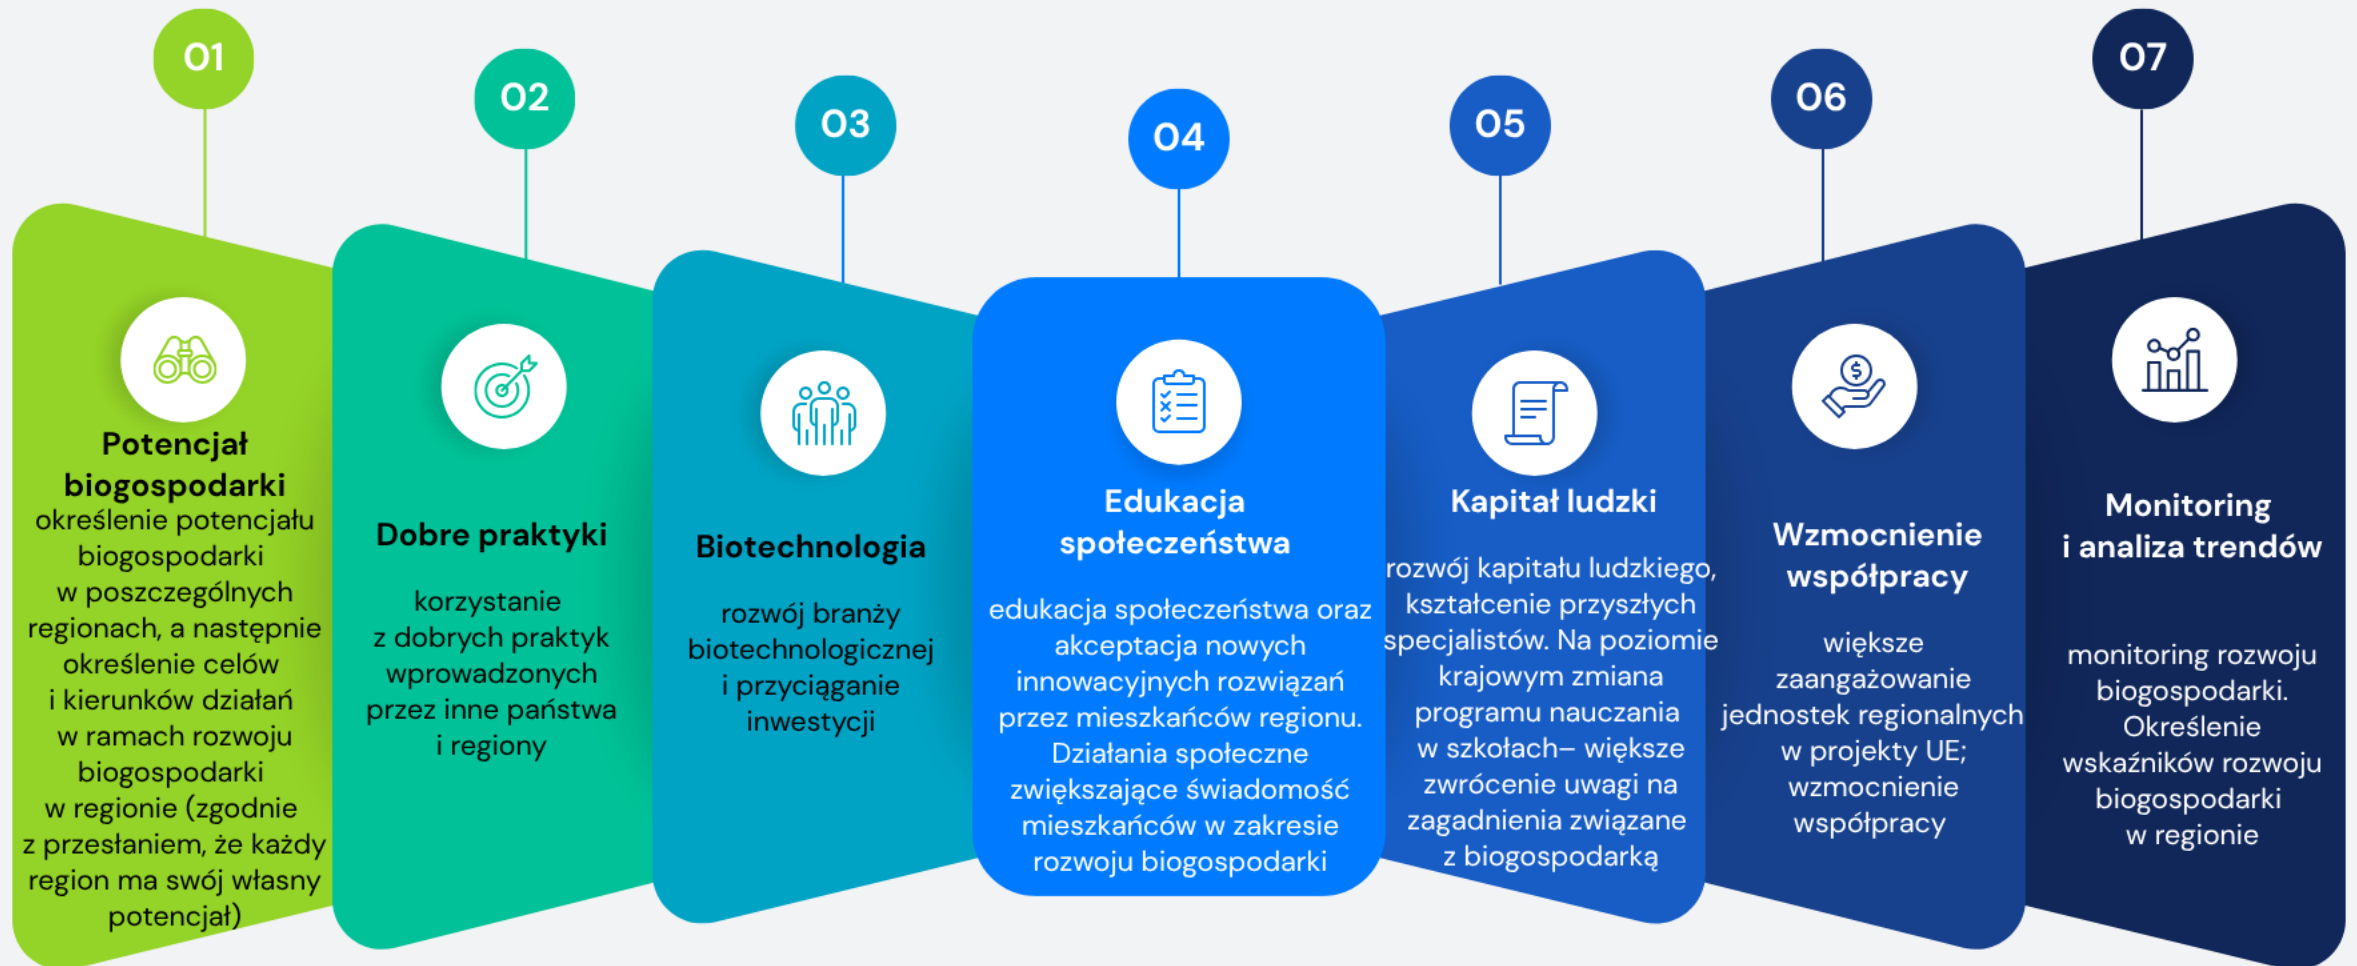 01
Potencjał
biogospodarki
określenie potencjału
biogospodarki
w poszczególnych
regionach, a następnie
określenie celów
i kierunków działań
w ramach rozwoju
biogospodarki
w regionie (zgodnie
z przesłaniem, że każdy
region ma swój własny
potencjał)
02
Dobre praktyki
korzystanie
z dobrych praktyk
wprowadzonych
przez inne państwa
i regiony
03
Biotechnologia
rozwój branży
biotechnologicznej
i przyciąganie
inwestycji
04
Edukacja
społeczeństwa
edukacja społeczeństwa oraz
akceptacja nowych
innowacyjnych rozwiązań
przez mieszkańców regionu.
Działania społeczne
zwiększające świadomość
mieszkańców w zakresie
rozwoju biogospodarki
05
Kapitał ludzki
rozwój kapitału ludzkiego,
kształcenie przyszłych
specjalistów. Na poziomie
krajowym zmiana
programu nauczania
w szkołach– większe
zwrócenie uwagi na
zagadnienia związane
z biogospodarką
06
Wzmocnienie
współpracy
większe
zaangażowanie
jednostek regionalnych
w projekty UE;
wzmocnienie
współpracy
07
Monitoring
i analiza trendów
monitoring rozwoju
biogospodarki.
Określenie
wskaźników rozwoju
biogospodarki
w regionie